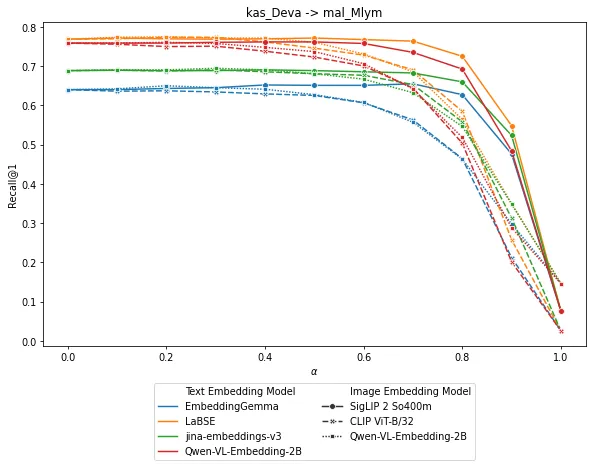 kas_Deva -> mal_Mlym
Recall@1
0.8
0.7
0.6
0.5
0.4
0.3
0.2
0.1
0.0
0.0 0.2 0.4 0.6 0.8 1.0
α
Text Embedding Model
EmbeddingGemma
LaBSE
jina-embeddings-v3
Qwen-VL-Embedding-2B
Image Embedding Model
SigLIP 2 So400m
CLIP ViT-B/32
Qwen-VL-Embedding-2B